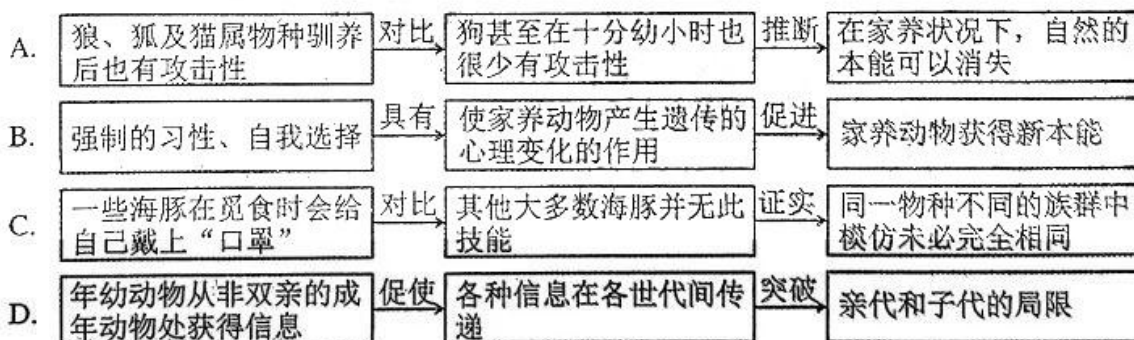 A. 狼、狐及猫属物种驯养后也有攻击性 对比 狗甚至在十分幼小时也很少有攻击性 推断 在家养状况下，自然的本能可以消失
B. 强制的习性、自我选择 具有 使家养动物产生遗传的心理变化的作用 促进 家养动物获得新本能
C. 一些海豚在觅食时会给自己戴上“口罩” 对比 其他大多数海豚并无此技能 证实 同一物种不同的族群中模仿未必完全相同
D. 年幼动物从非双亲的成年动物处获得信息 促使 各种信息在各世代间传递 突破 亲代和子代的局限